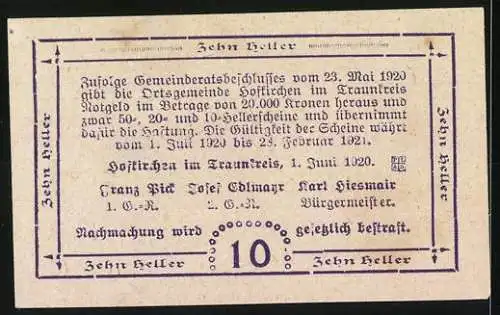 Zehn Heller
Zufolge Gemeinderatsbeschlusses vom 23. Mai 1920
gibt die Ortsgemeinde Hofkirchen im Traunkreis
Notgeld im Betrage von 20.000 Kronen heraus und
zwar 50=, 20= und 10=Hellerscheine und übernimmt
dafür die Haftung. Die Gültigkeit der Scheine währt
vom 1. Juli 1920 bis 28. Februar 1921.
Hofkirchen im Traunkreis, 1. Juni 1920.
Franz Pick Josef Edlmayr Karl Hiesmair
1. G.=R. 2. G.=R. Bürgermeister.
Nachmachung wird gesetzlich bestraft.
10
Zehn Heller
Zehn Heller
Zehn Heller
Zehn Heller